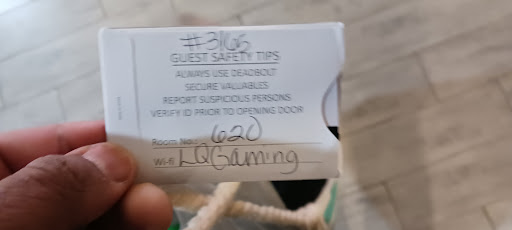 #3165
GUEST SAFETY TIPS
ALWAYS USE DEADBOLT
SECURE VALUABLES
REPORT SUSPICIOUS PERSONS
VERIFY ID PRIOR TO OPENING DOOR
Room No.: 620
Wi-fi LQGaming